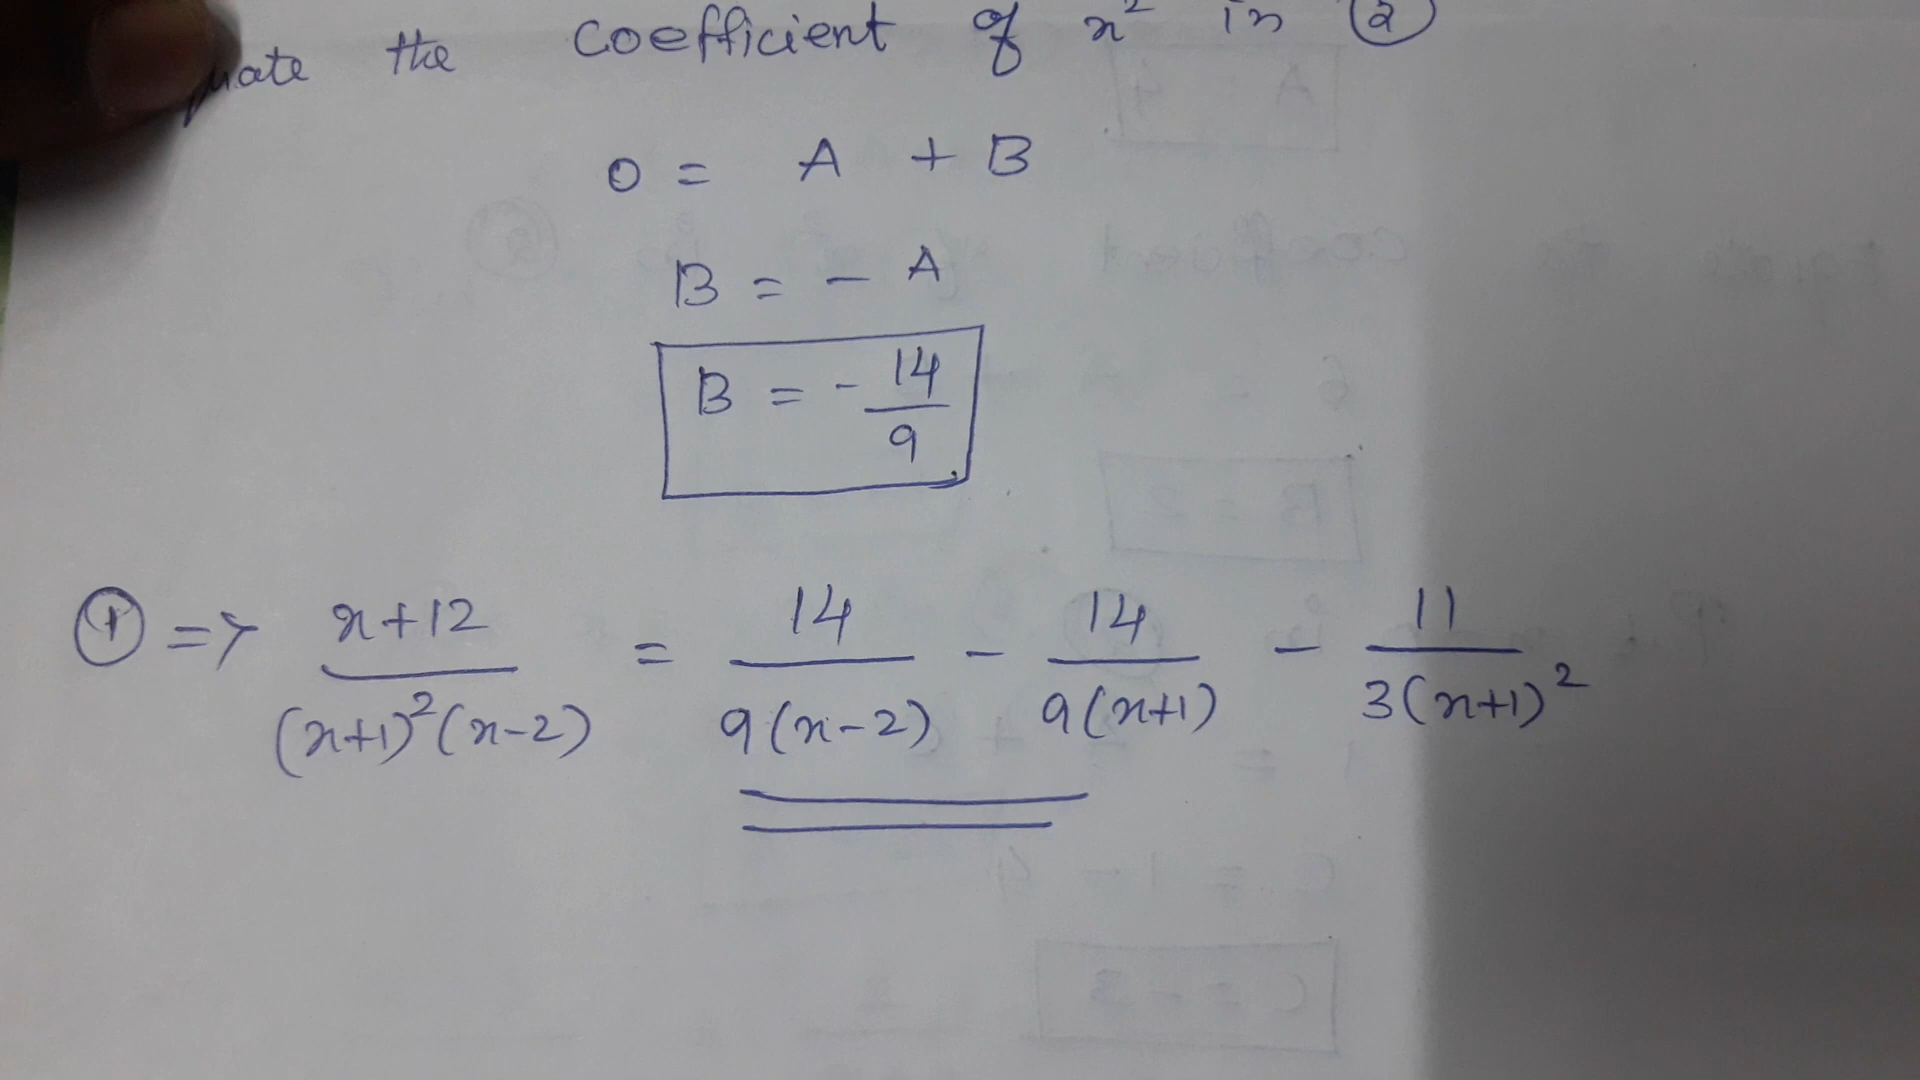 the coefficient of x² in ②
0 = A + B
B = - A
B = - 14/9
① => x+12/(x+1)²(x-2) = 14/9(x-2) - 14/9(x+1) - 11/3(x+1)²